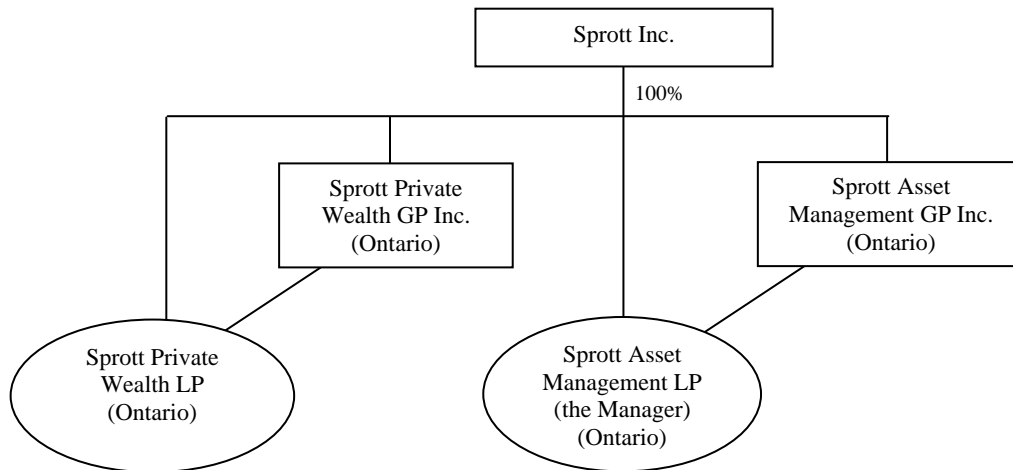 Sprott Inc.
100%
Sprott Private
Wealth GP Inc.
(Ontario)
Sprott Asset
Management GP Inc.
(Ontario)
Sprott Private
Wealth LP
(Ontario)
Sprott Asset
Management LP
(the Manager)
(Ontario)